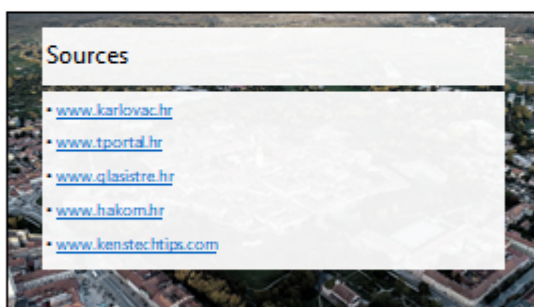 Sources
• www.karlovac.hr
• www.tportal.hr
• www.glasistre.hr
• www.hakom.hr
• www.kenstechtips.com